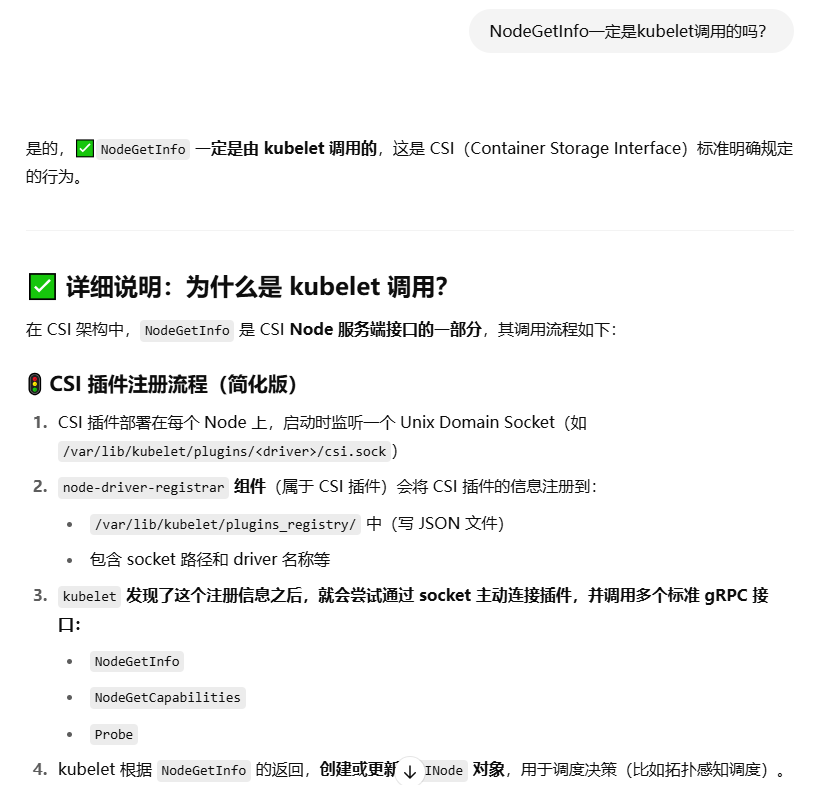 NodeGetInfo一定是kubelet调用的吗？
是的，✅ NodeGetInfo 一定是由 kubelet 调用的，这是 CSI（Container Storage Interface）标准明确规定
的行为。
✅ 详细说明：为什么是 kubelet 调用？
在 CSI 架构中，NodeGetInfo 是 CSI Node 服务端接口的一部分，其调用流程如下：
🚦 CSI 插件注册流程（简化版）
1. CSI 插件部署在每个 Node 上，启动时监听一个 Unix Domain Socket（如
/var/lib/kubelet/plugins/<driver>/csi.sock）
2. node-driver-registrar 组件（属于 CSI 插件）会将 CSI 插件的信息注册到：
• /var/lib/kubelet/plugins_registry/ 中（写 JSON 文件）
• 包含 socket 路径和 driver 名称等
3. kubelet 发现了这个注册信息之后，就会尝试通过 socket 主动连接插件，并调用多个标准 gRPC 接
口：
• NodeGetInfo
• NodeGetCapabilities
• Probe
4. kubelet 根据 NodeGetInfo 的返回，创建或更新 INode 对象，用于调度决策（比如拓扑感知调度）。